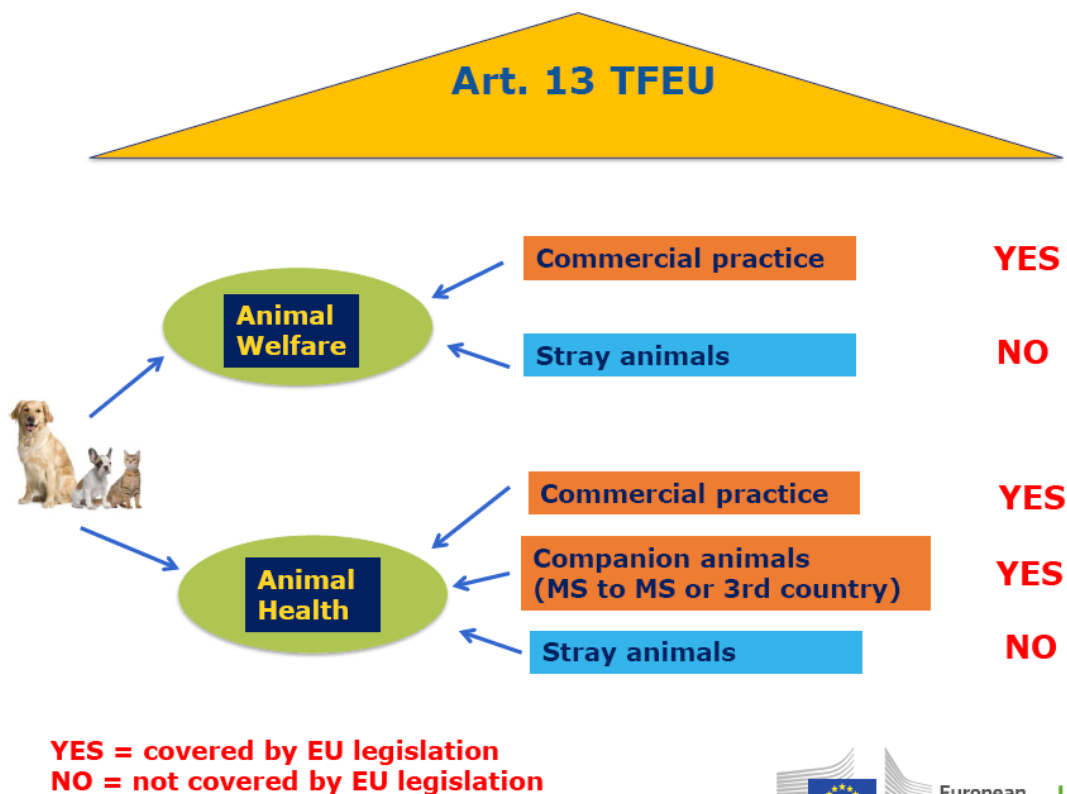 Art. 13 TFEU
Commercial practice YES
Animal
Welfare
Stray animals NO
Commercial practice YES
Companion animals
(MS to MS or 3rd country) YES
Animal
Health
Stray animals NO
YES = covered by EU legislation
NO = not covered by EU legislation
European